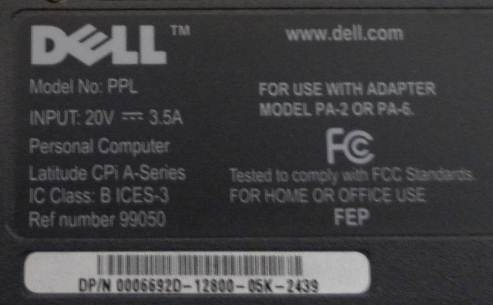 DELL™
www.dell.com
Model No: PPL
INPUT: 20V ⎓ 3.5A
Personal Computer
Latitude CPi A-Series
IC Class: B ICES-3
Ref number 99050
FOR USE WITH ADAPTER
MODEL PA-2 OR PA-6.
FC
Tested to comply with FCC Standards.
FOR HOME OR OFFICE USE
FEP
DP/N 0006692D-12800-05K-2439